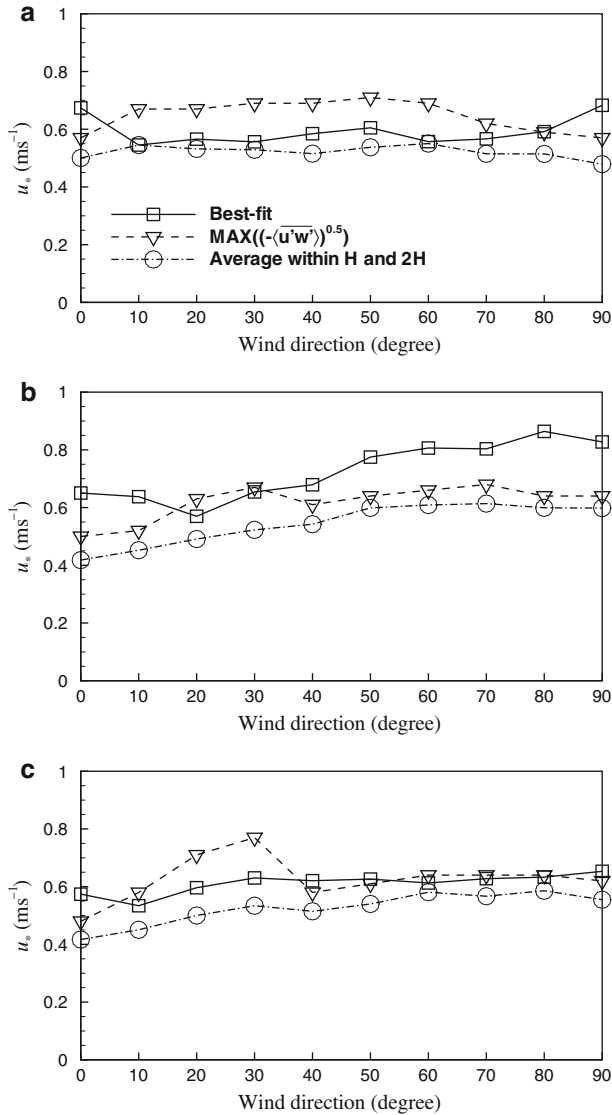 a
1
0.8
0.6
0.4
0.2
0
u* (ms⁻¹)
Best-fit
MAX((-⟨u'w'⟩)^0.5)
Average within H and 2H
0 10 20 30 40 50 60 70 80 90
Wind direction (degree)
b
1
0.8
0.6
0.4
0.2
0
u* (ms⁻¹)
0 10 20 30 40 50 60 70 80 90
Wind direction (degree)
c
1
0.8
0.6
0.4
0.2
0
u* (ms⁻¹)
0 10 20 30 40 50 60 70 80 90
Wind direction (degree)